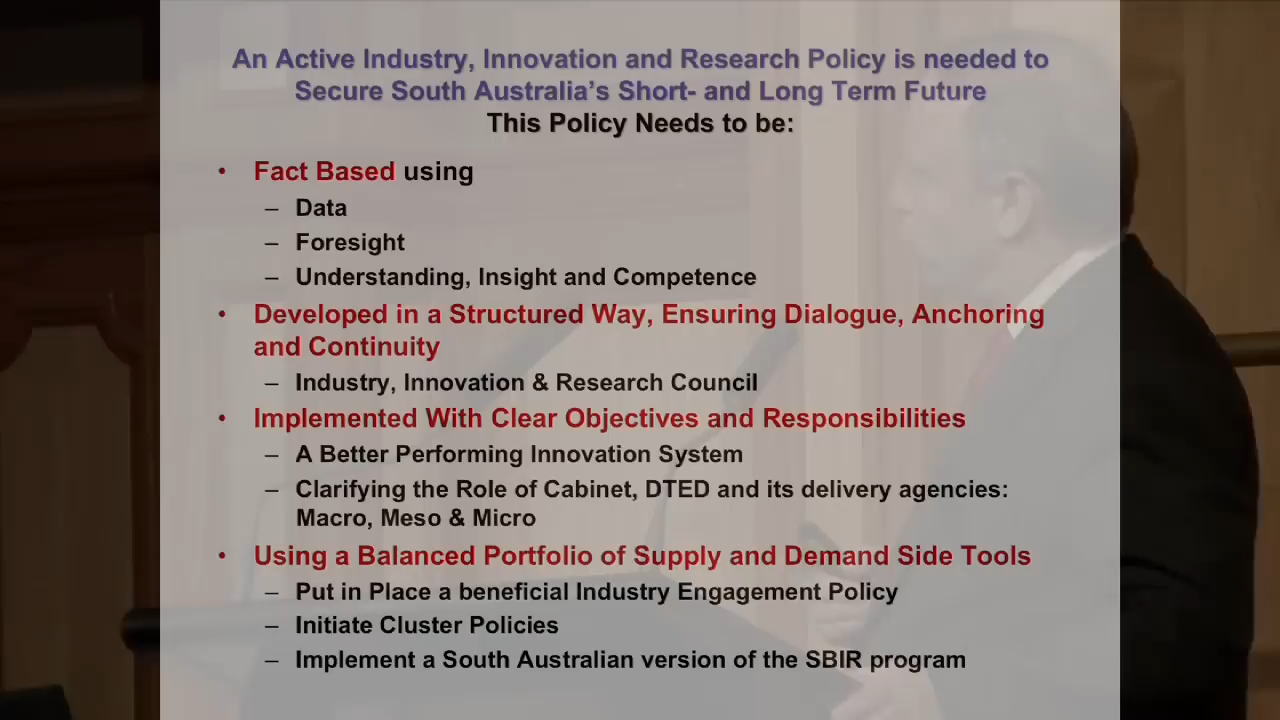 An Active Industry, Innovation and Research Policy is needed to
Secure South Australia's Short- and Long Term Future
This Policy Needs to be:
• Fact Based using
– Data
– Foresight
– Understanding, Insight and Competence
• Developed in a Structured Way, Ensuring Dialogue, Anchoring
and Continuity
– Industry, Innovation & Research Council
• Implemented With Clear Objectives and Responsibilities
– A Better Performing Innovation System
– Clarifying the Role of Cabinet, DTED and its delivery agencies:
Macro, Meso & Micro
• Using a Balanced Portfolio of Supply and Demand Side Tools
– Put in Place a beneficial Industry Engagement Policy
– Initiate Cluster Policies
– Implement a South Australian version of the SBIR program